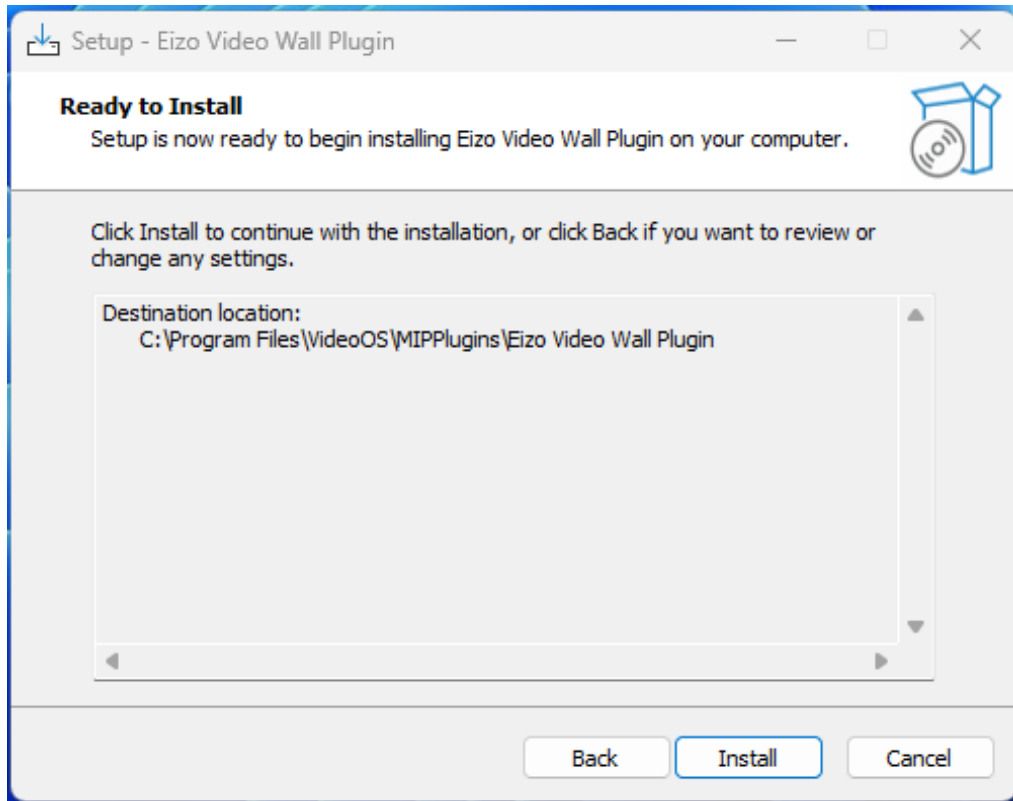 Setup - Eizo Video Wall Plugin
Ready to Install
Setup is now ready to begin installing Eizo Video Wall Plugin on your computer.
Click Install to continue with the installation, or click Back if you want to review or
change any settings.
Destination location:
C:\Program Files\VideoOS\MIPPlugins\Eizo Video Wall Plugin
Back
Install
Cancel